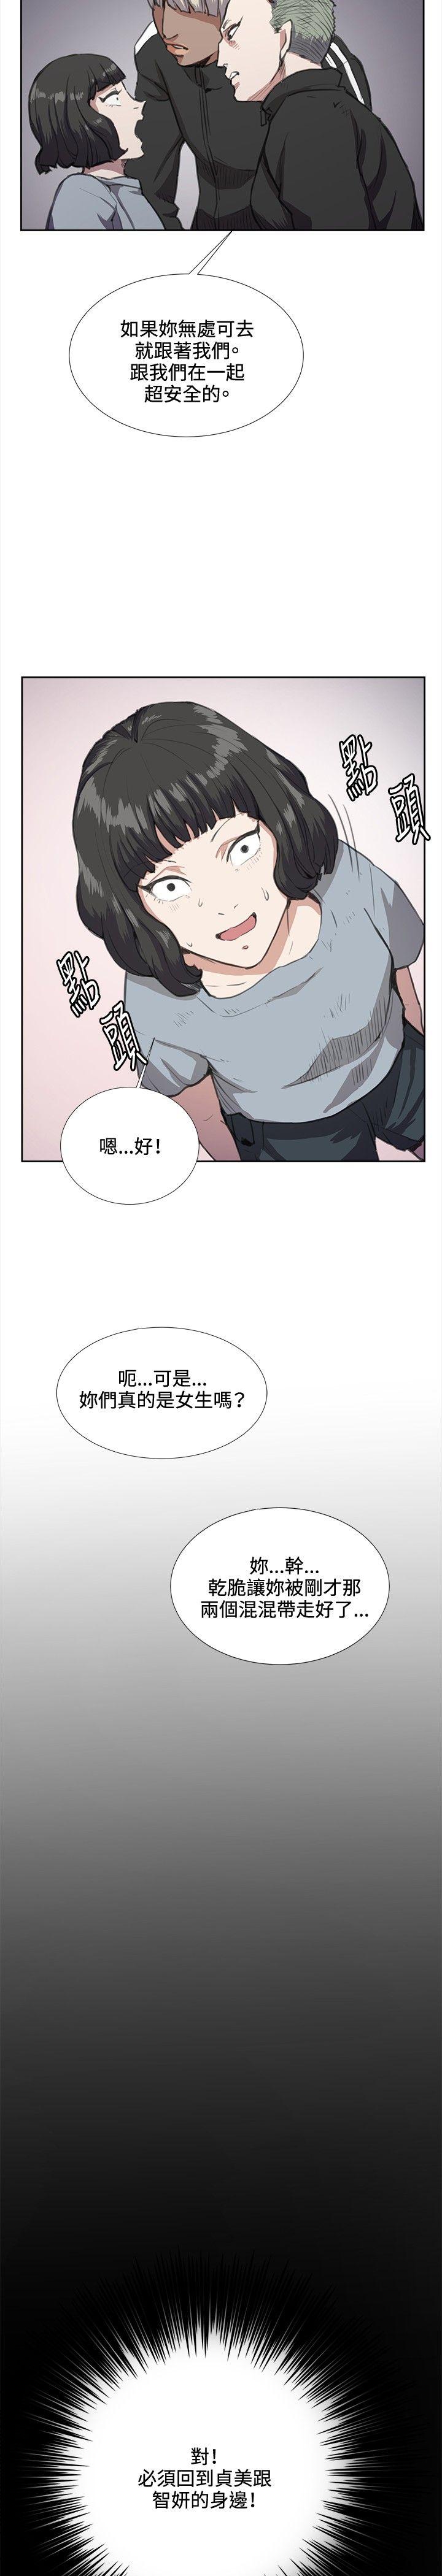 如果妳無處可去
就跟著我們。
跟我們在一起
超安全的。
點
頭
點
頭
嗯...好！
呃...可是...
妳們真的是女生嗎？
妳...幹...
乾脆讓妳被剛才那
兩個混混帶走好了...
對！
必須回到貞美跟
智妍的身邊！